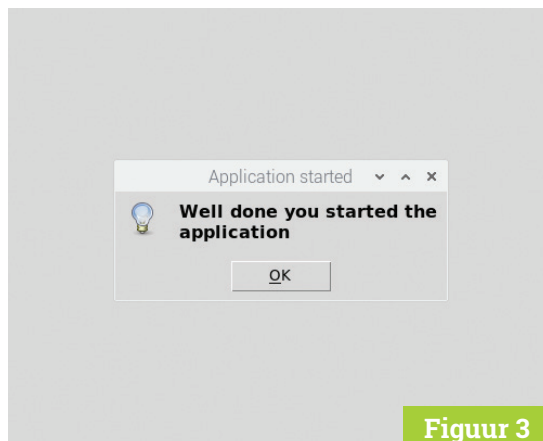 Application started
Well done you started the
application
OK
Figuur 3